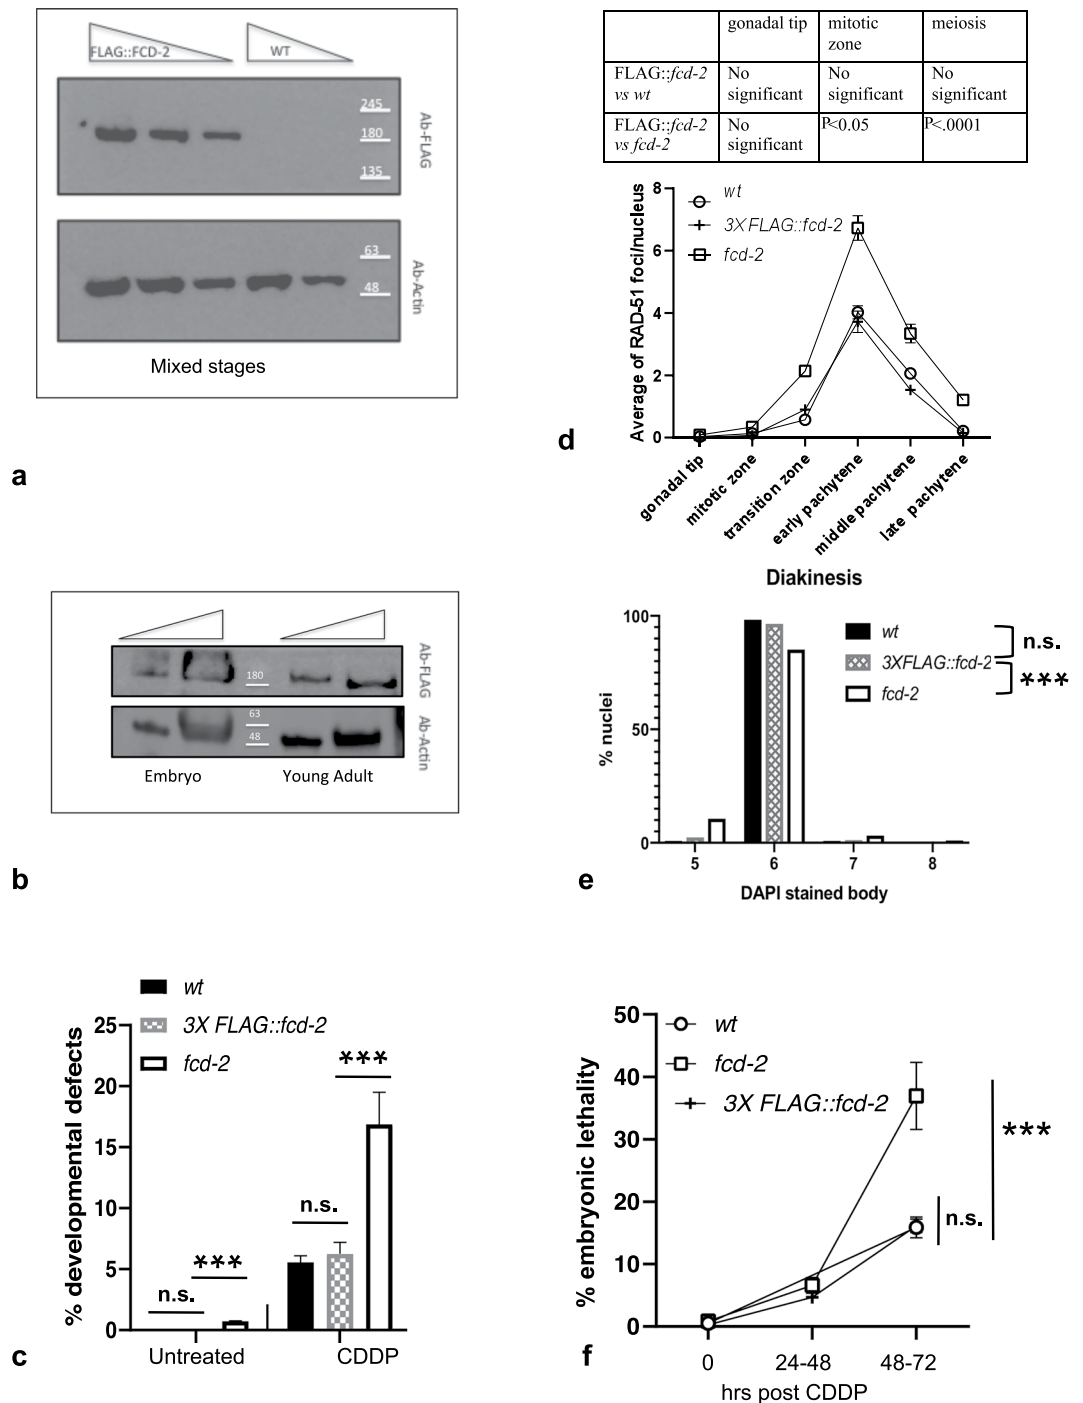 FLAG::FCD-2
WT
245
180
135
Ab-FLAG
63
48
Ab-Actin
Mixed stages
a
180
63
48
Ab-FLAG
Ab-Actin
Embryo
Young Adult
b
wt
3X FLAG::fcd-2
fcd-2
% developmental defects
25
20
15
10
5
0
n.s.
***
n.s.
***
Untreated
CDDP
c
gonadal tip
mitotic
zone
meiosis
FLAG::fcd-2
vs wt
No
significant
No
significant
No
significant
FLAG::fcd-2
vs fcd-2
No
significant
P<0.05
P<.0001
Average of RAD-51 foci/nucleus
8
6
4
2
0
wt
3X FLAG::fcd-2
fcd-2
gonadal tip
mitotic zone
transition zone
early pachytene
middle pachytene
late pachytene
d
Diakinesis
% nuclei
100
50
0
wt
3XFLAG::fcd-2
fcd-2
n.s.
***
5
6
7
8
DAPI stained body
e
% embryonic lethality
50
40
30
20
10
0
wt
fcd-2
3X FLAG::fcd-2
***
n.s.
0
24-48
48-72
hrs post CDDP
f